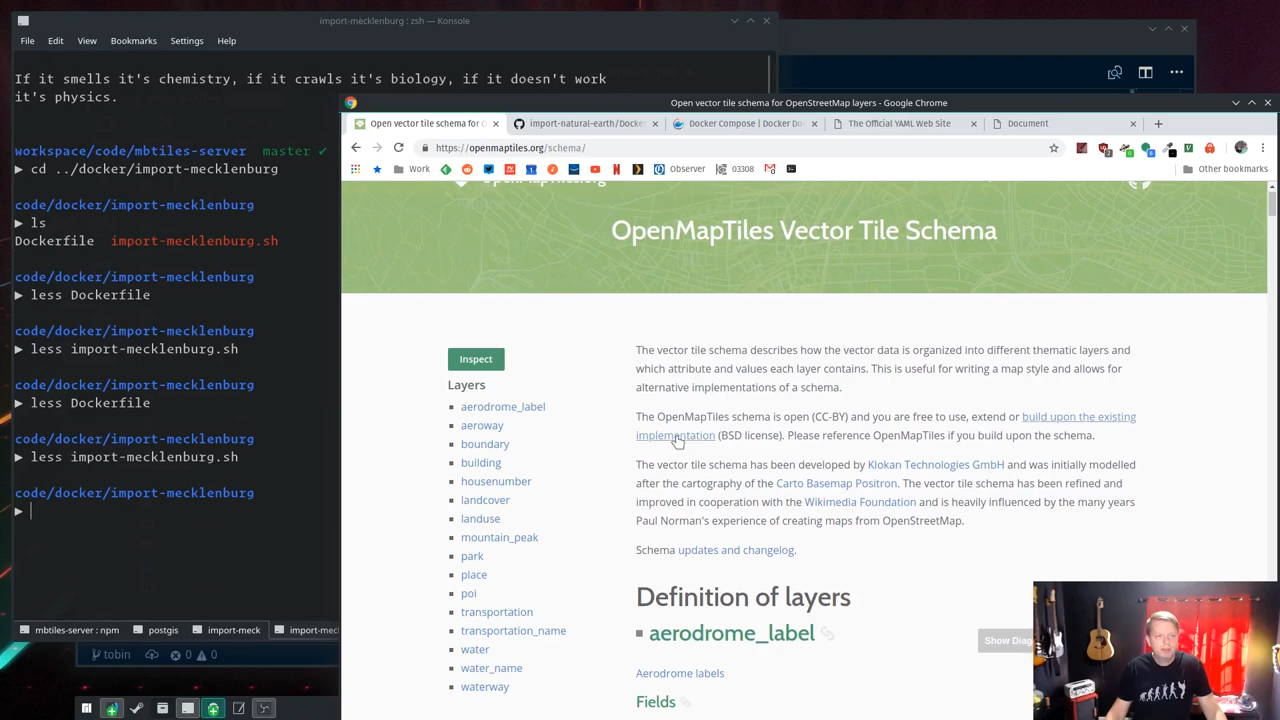 import-mecklenburg : zsh — Konsole
File Edit View Bookmarks Settings Help
If it smells it's chemistry, if it crawls it's biology, if it doesn't work
it's physics.
workspace/code/mbtiles-server master ✔
▶ cd ../docker/import-mecklenburg
code/docker/import-mecklenburg
▶ ls
Dockerfile import-mecklenburg.sh
code/docker/import-mecklenburg
▶ less Dockerfile
code/docker/import-mecklenburg
▶ less import-mecklenburg.sh
code/docker/import-mecklenburg
▶ less Dockerfile
code/docker/import-mecklenburg
▶ less import-mecklenburg.sh
code/docker/import-mecklenburg
▶
mbtiles-server : npm postgis import-meck import-mec
tobin 0 0
Open vector tile schema for OpenStreetMap layers - Google Chrome
Open vector tile schema for O import-natural-earth/Docke Docker Compose | Docker Do The Official YAML Web Site Document
https://openmaptiles.org/schema/
Work Observer 03308 Other bookmarks
OpenMapTiles.org
OpenMapTiles Vector Tile Schema
Inspect
Layers
aerodrome_label
aeroway
boundary
building
housenumber
landcover
landuse
mountain_peak
park
place
poi
transportation
transportation_name
water
water_name
waterway
The vector tile schema describes how the vector data is organized into different thematic layers and
which attribute and values each layer contains. This is useful for writing a map style and allows for
alternative implementations of a schema.
The OpenMapTiles schema is open (CC-BY) and you are free to use, extend or build upon the existing
implementation (BSD license). Please reference OpenMapTiles if you build upon the schema.
The vector tile schema has been developed by Klokan Technologies GmbH and was initially modelled
after the cartography of the Carto Basemap Positron. The vector tile schema has been refined and
improved in cooperation with the Wikimedia Foundation and is heavily influenced by the many years
Paul Norman's experience of creating maps from OpenStreetMap.
Schema updates and changelog.
Definition of layers
aerodrome_label
Show Diag
Aerodrome labels
Fields